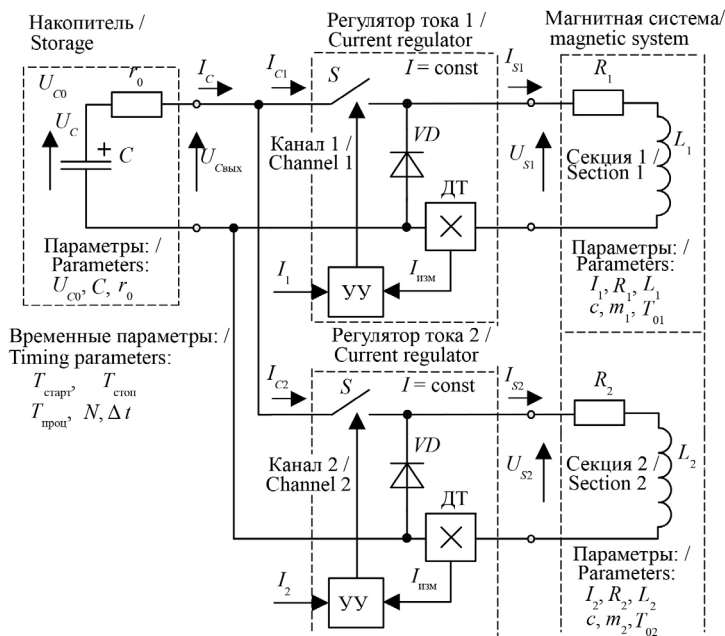 Накопитель /
Storage
Регулятор тока 1 /
Current regulator
Магнитная система/
magnetic system
U_C0
r_0
I_C
I_C1
S
I = const
I_S1
R_1
U_C
+
C
U_Cвых
Канал 1 /
Channel 1
VD
U_S1
Секция 1 /
Section 1
L_1
ДТ
Параметры: /
Parameters:
U_C0, C, r_0
I_1
УУ
I_изм
Параметры: /
Parameters:
I_1, R_1, L_1
c, m_1, T_01
Временные параметры: /
Timing parameters:
T_старт, T_стоп
T_проц, N, Δ t
Регулятор тока 2 /
Current regulator
I_C2
S
I = const
I_S2
R_2
Канал 2 /
Channel 2
VD
U_S2
Секция 2 /
Section 2
L_2
ДТ
I_2
УУ
I_изм
Параметры: /
Parameters:
I_2, R_2, L_2
c, m_2, T_02